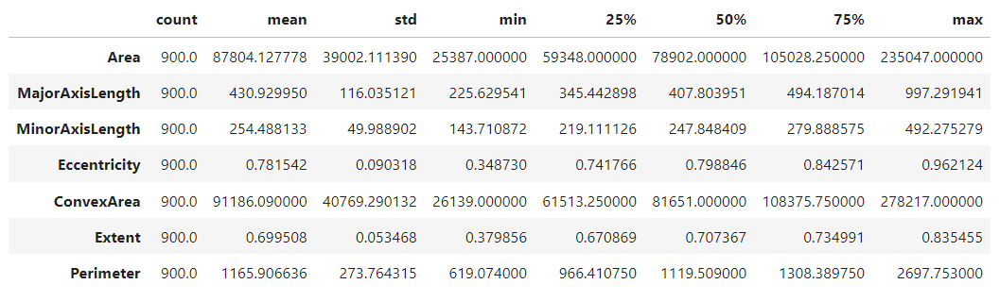 count mean std min 25% 50% 75% max
Area 900.0 87804.127778 39002.111390 25387.000000 59348.000000 78902.000000 105028.250000 235047.000000
MajorAxisLength 900.0 430.929950 116.035121 225.629541 345.442898 407.803951 494.187014 997.291941
MinorAxisLength 900.0 254.488133 49.988902 143.710872 219.111126 247.848409 279.888575 492.275279
Eccentricity 900.0 0.781542 0.090318 0.348730 0.741766 0.798846 0.842571 0.962124
ConvexArea 900.0 91186.090000 40769.290132 26139.000000 61513.250000 81651.000000 108375.750000 278217.000000
Extent 900.0 0.699508 0.053468 0.379856 0.670869 0.707367 0.734991 0.835455
Perimeter 900.0 1165.906636 273.764315 619.074000 966.410750 1119.509000 1308.389750 2697.753000